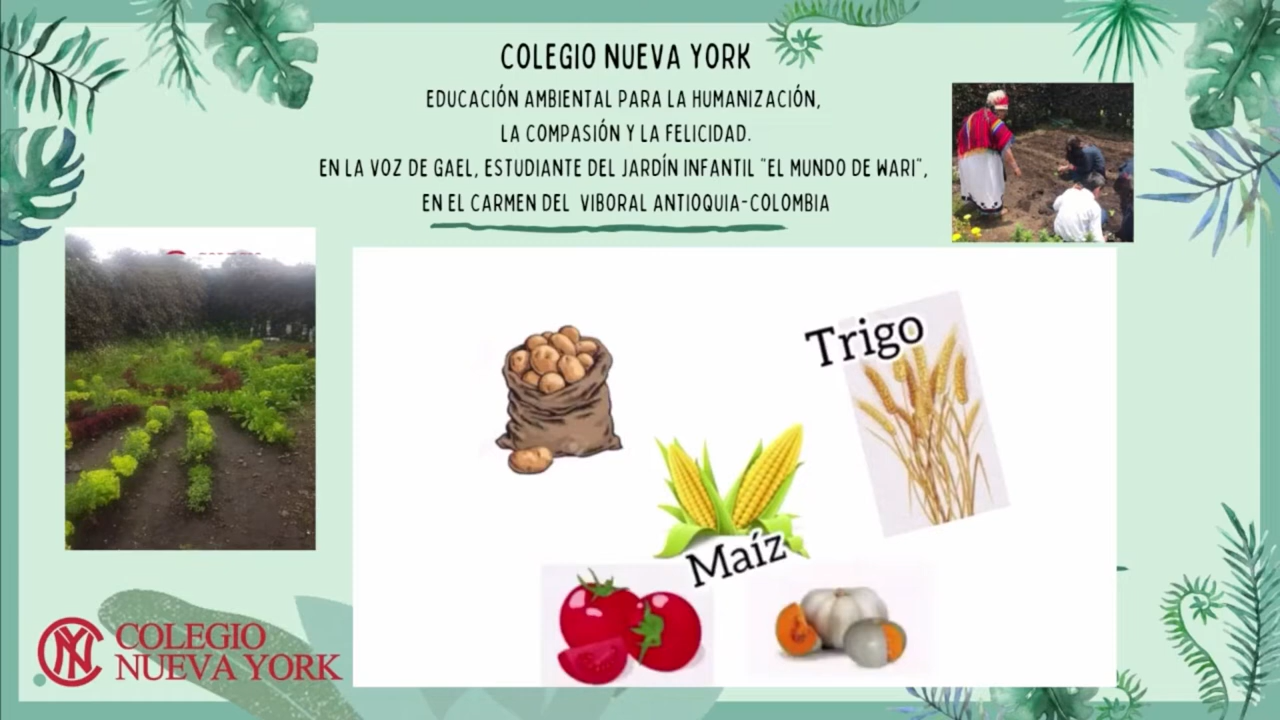 COLEGIO NUEVA YORK
EDUCACIÓN AMBIENTAL PARA LA HUMANIZACIÓN,
LA COMPASIÓN Y LA FELICIDAD.
EN LA VOZ DE GAEL, ESTUDIANTE DEL JARDÍN INFANTIL "EL MUNDO DE WARI",
EN EL CARMEN DEL VIBORAL ANTIOQUIA-COLOMBIA
Trigo
Maíz
COLEGIO
NUEVA YORK